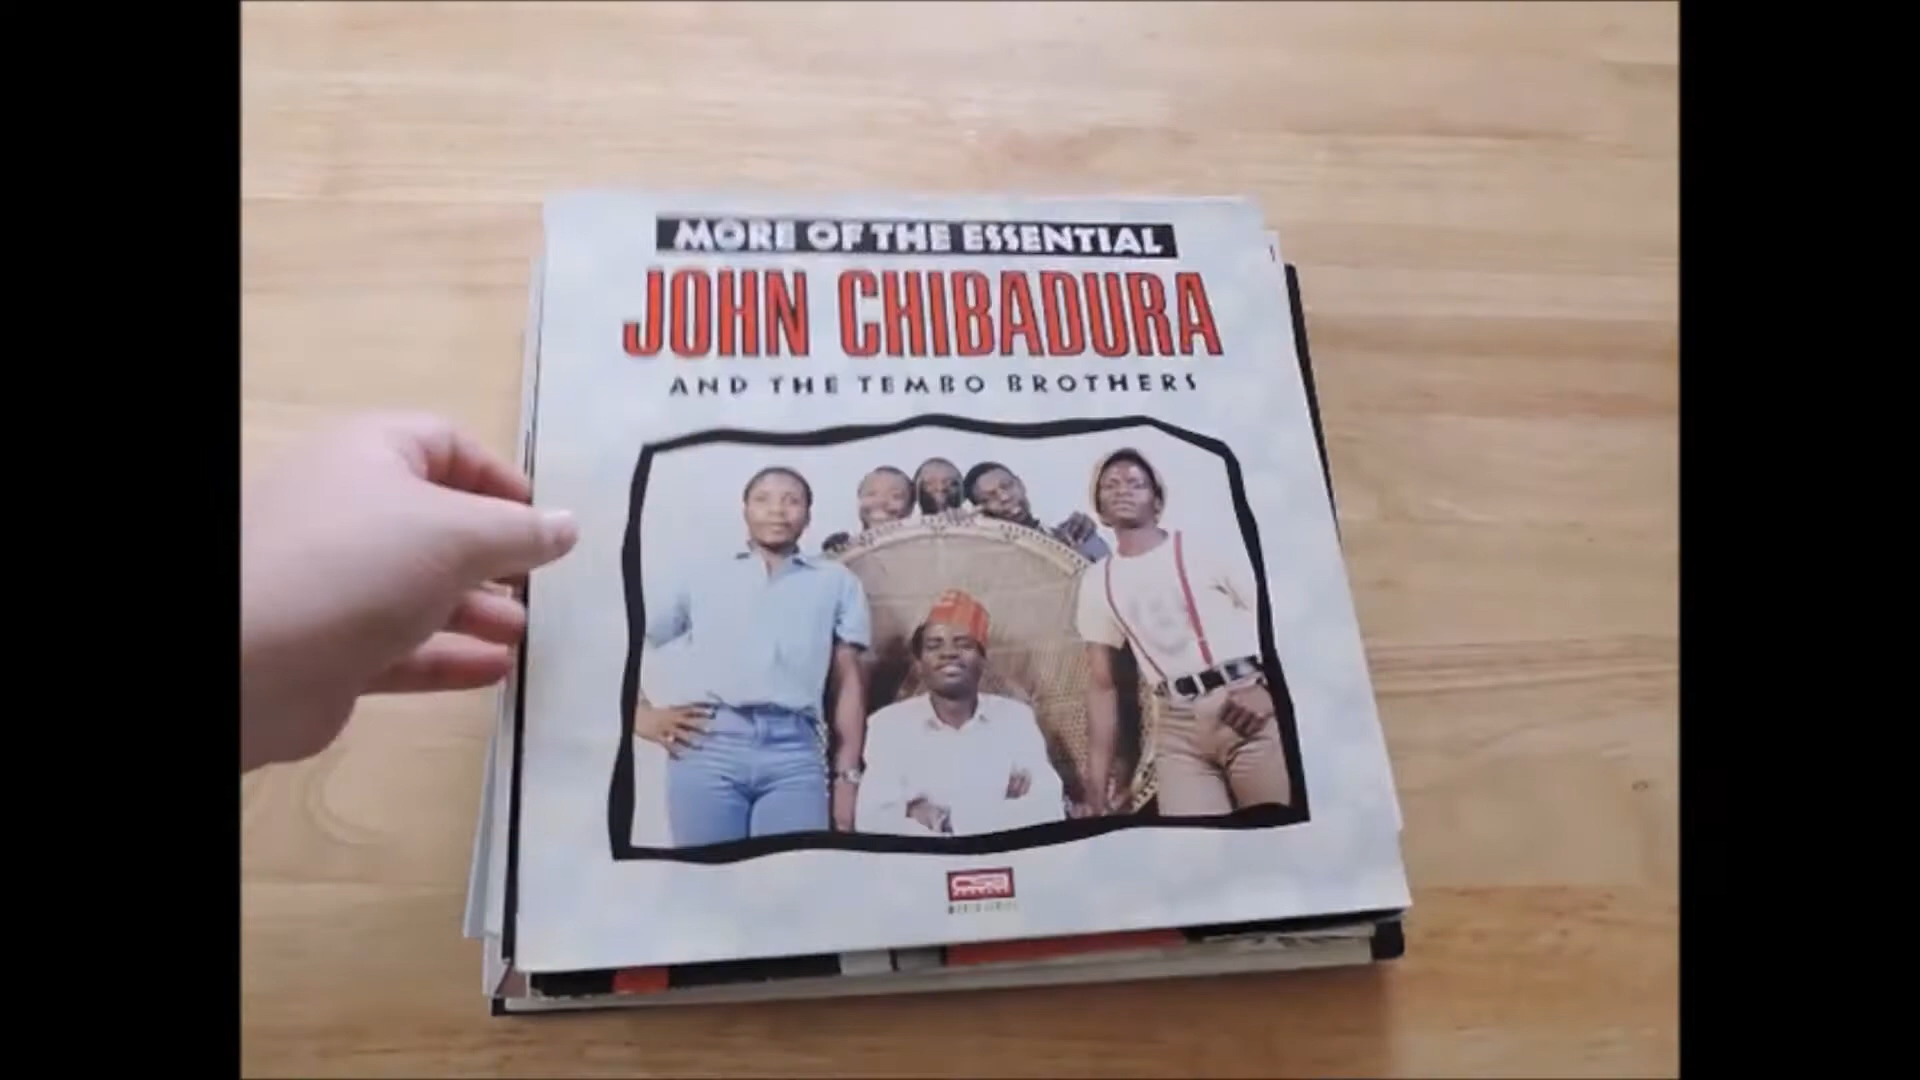 MORE OF THE ESSENTIAL
JOHN CHIBADURA
AND THE TEMBO BROTHERS